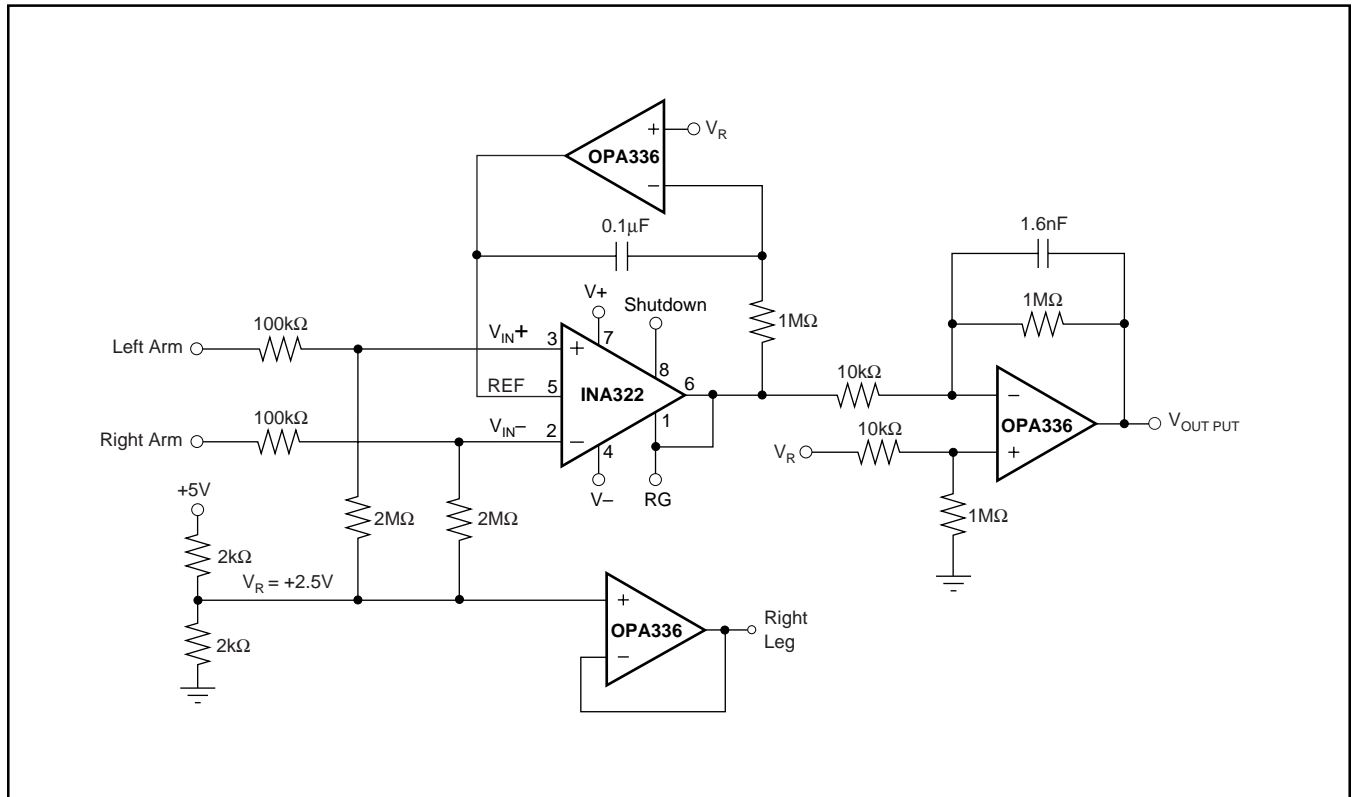 +
V_R
OPA336
−
0.1µF
1.6nF
V+
Shutdown
1MΩ
1MΩ
100kΩ
7
Left Arm
V_IN+
3
+
8
10kΩ
REF
5
INA322
6
−
100kΩ
1
OPA336
V_OUT PUT
Right Arm
V_IN−
2
−
10kΩ
V_R
+
4
+5V
V−
RG
2MΩ
2MΩ
1MΩ
2kΩ
V_R = +2.5V
+
OPA336
Right
Leg
2kΩ
−